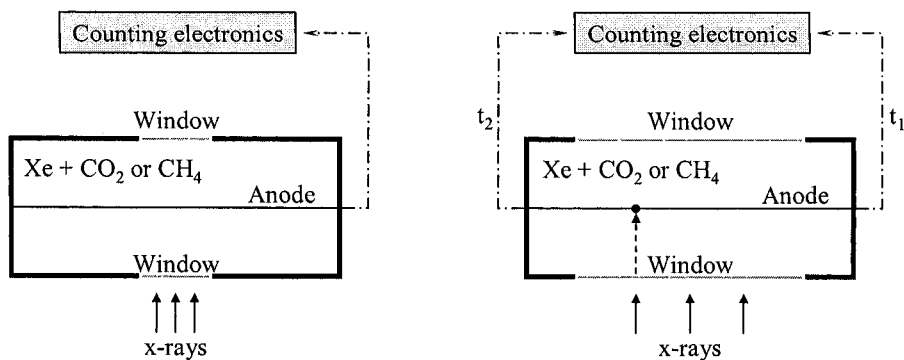 Counting electronics
Window
Xe + CO₂ or CH₄
Anode
Window
x-rays
Counting electronics
t₂
t₁
Window
Xe + CO₂ or CH₄
Anode
Window
x-rays